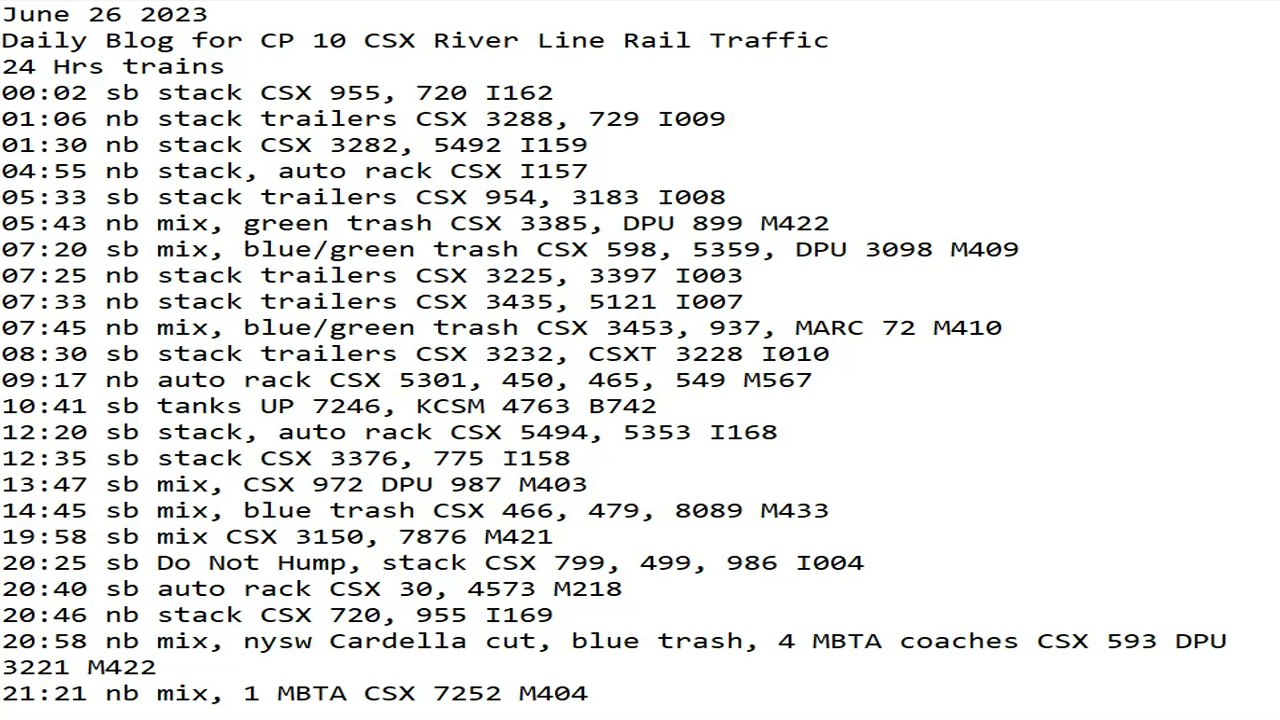 June 26 2023
Daily Blog for CP 10 CSX River Line Rail Traffic
24 Hrs trains
00:02 sb stack CSX 955, 720 I162
01:06 nb stack trailers CSX 3288, 729 I009
01:30 nb stack CSX 3282, 5492 I159
04:55 nb stack, auto rack CSX I157
05:33 sb stack trailers CSX 954, 3183 I008
05:43 nb mix, green trash CSX 3385, DPU 899 M422
07:20 sb mix, blue/green trash CSX 598, 5359, DPU 3098 M409
07:25 nb stack trailers CSX 3225, 3397 I003
07:33 nb stack trailers CSX 3435, 5121 I007
07:45 nb mix, blue/green trash CSX 3453, 937, MARC 72 M410
08:30 sb stack trailers CSX 3232, CSXT 3228 I010
09:17 nb auto rack CSX 5301, 450, 465, 549 M567
10:41 sb tanks UP 7246, KCSM 4763 B742
12:20 sb stack, auto rack CSX 5494, 5353 I168
12:35 sb stack CSX 3376, 775 I158
13:47 sb mix, CSX 972 DPU 987 M403
14:45 sb mix, blue trash CSX 466, 479, 8089 M433
19:58 sb mix CSX 3150, 7876 M421
20:25 sb Do Not Hump, stack CSX 799, 499, 986 I004
20:40 sb auto rack CSX 30, 4573 M218
20:46 nb stack CSX 720, 955 I169
20:58 nb mix, nysw Cardella cut, blue trash, 4 MBTA coaches CSX 593 DPU
3221 M422
21:21 nb mix, 1 MBTA CSX 7252 M404